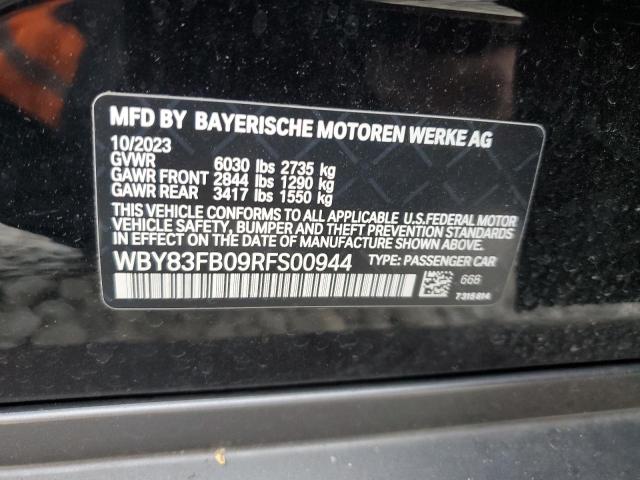 MFD BY BAYERISCHE MOTOREN WERKE AG
10/2023
GVWR 6030 lbs 2735 kg
GAWR FRONT 2844 lbs 1290 kg
GAWR REAR 3417 lbs 1550 kg
THIS VEHICLE CONFORMS TO ALL APPLICABLE U.S.FEDERAL MOTOR
VEHICLE SAFETY, BUMPER, AND THEFT PREVENTION STANDARDS
IN EFFECT ON THE DATE OF MANUFACTURE SHOWN ABOVE.
WBY83FB09RFS00944 TYPE: PASSENGER CAR
668
7315814